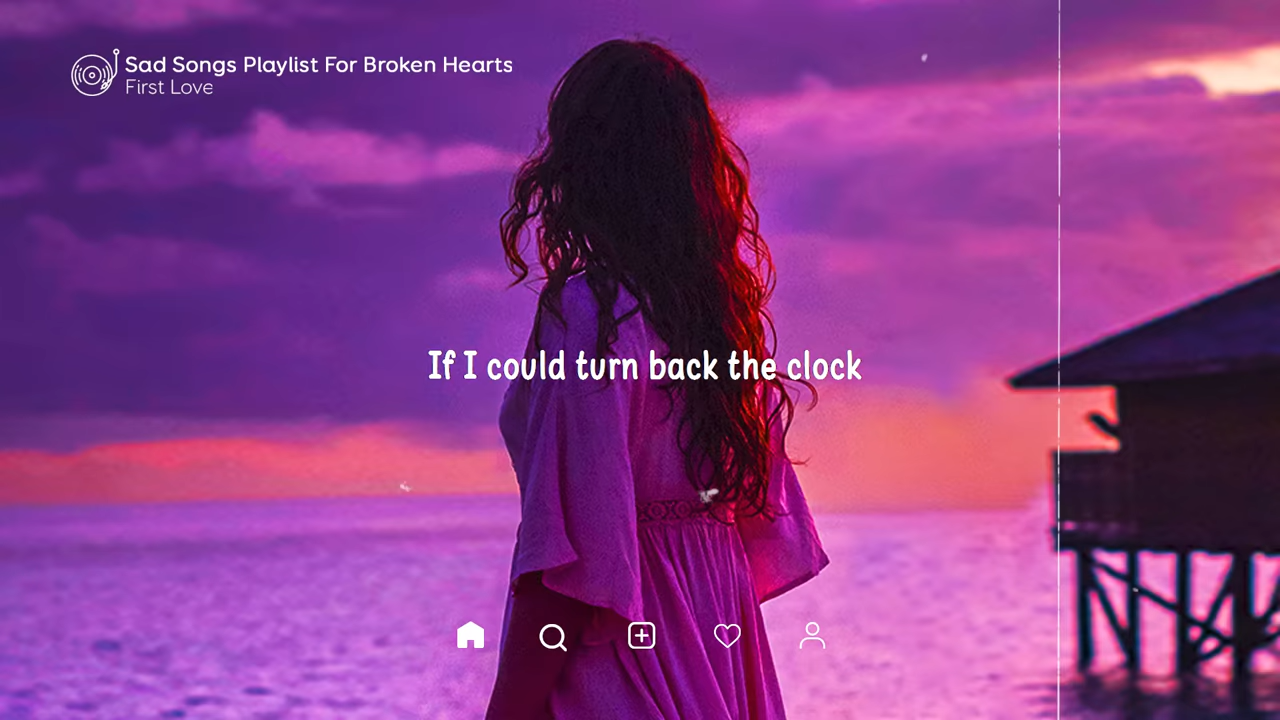 Sad Songs Playlist For Broken Hearts
First Love
If I could turn back the clock